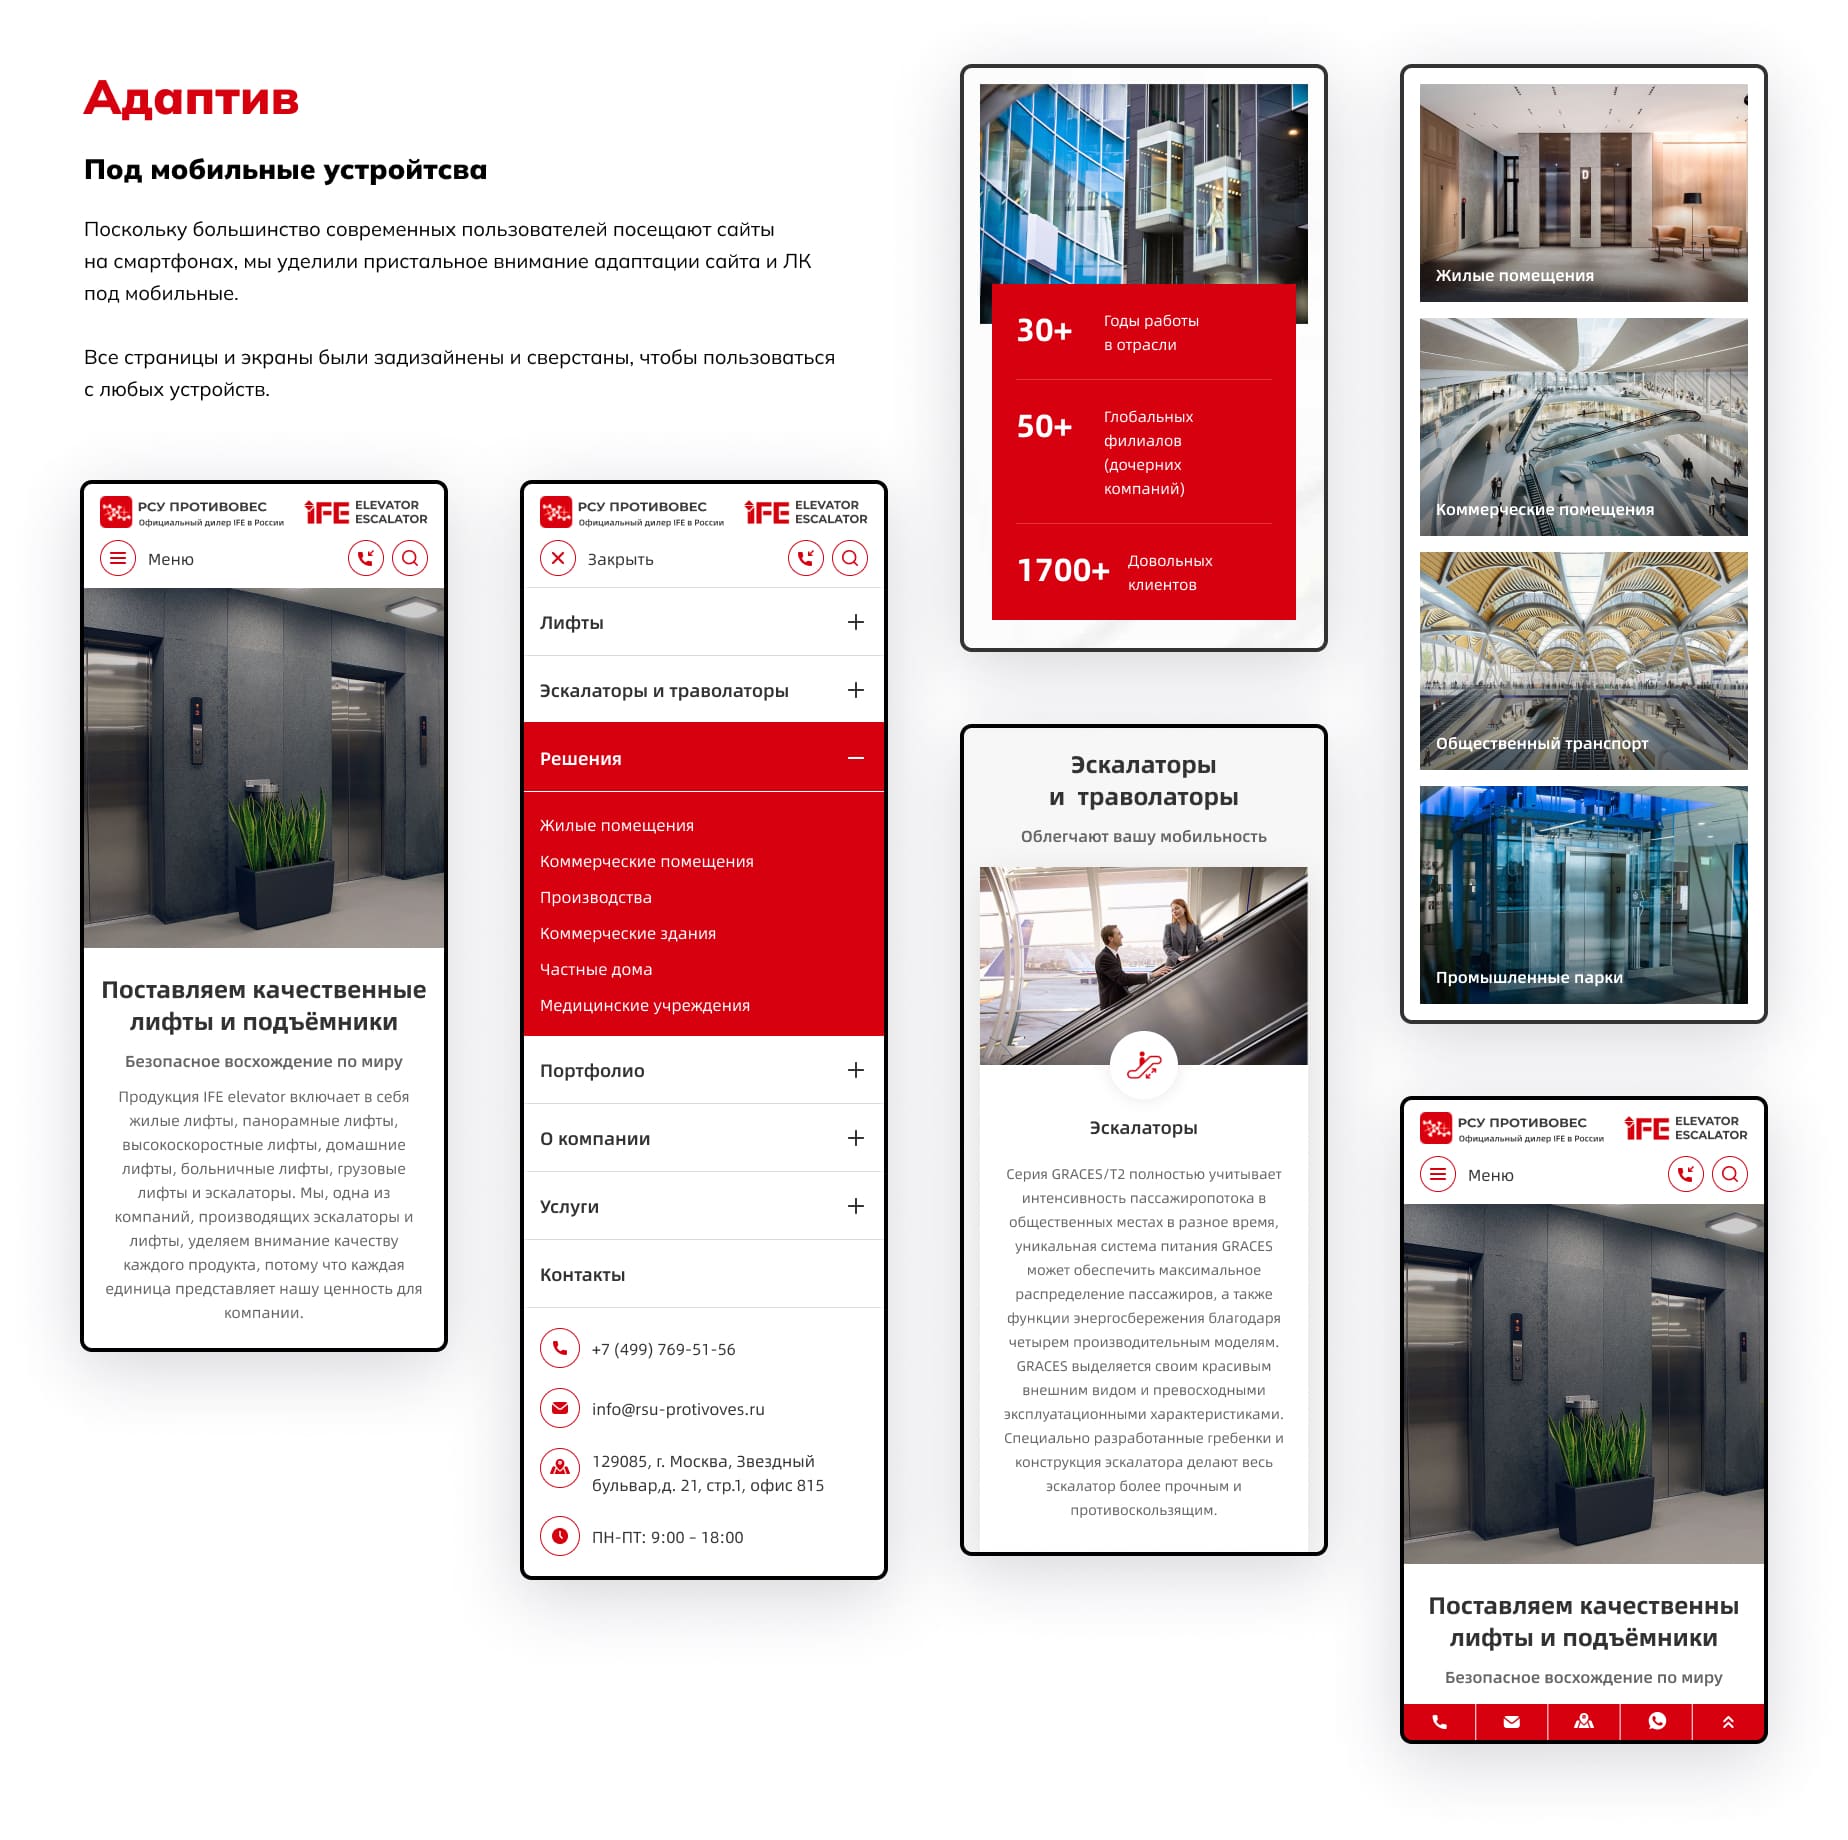 Адаптив
Под мобильные устройтсва
Поскольку большинство современных пользователей посещают сайты
на смартфонах, мы уделили пристальное внимание адаптации сайта и ЛК
под мобильные.
Все страницы и экраны были задизайнены и сверстаны, чтобы пользоваться
с любых устройств.
РСУ ПРОТИВОВЕС
Официальный дилер IFE в России
IFE ELEVATOR
ESCALATOR
Меню
Поставляем качественные
лифты и подъёмники
Безопасное восхождение по миру
Продукция IFE elevator включает в себя
жилые лифты, панорамные лифты,
высокоскоростные лифты, домашние
лифты, больничные лифты, грузовые
лифты и эскалаторы. Мы, одна из
компаний, производящих эскалаторы и
лифты, уделяем внимание качеству
каждого продукта, потому что каждая
единица представляет нашу ценность для
компании.
РСУ ПРОТИВОВЕС
Официальный дилер IFE в России
IFE ELEVATOR
ESCALATOR
Закрыть
Лифты
Эскалаторы и траволаторы
Решения
Жилые помещения
Коммерческие помещения
Производства
Коммерческие здания
Частные дома
Медицинские учреждения
Портфолио
О компании
Услуги
Контакты
+7 (499) 769-51-56
info@rsu-protivoves.ru
129085, г. Москва, Звездный
бульвар,д. 21, стр.1, офис 815
ПН-ПТ: 9:00 – 18:00
30+
Годы работы
в отрасли
50+
Глобальных
филиалов
(дочерних
компаний)
1700+
Довольных
клиентов
Эскалаторы
и траволаторы
Облегчают вашу мобильность
Эскалаторы
Серия GRACES/T2 полностью учитывает
интенсивность пассажиропотока в
общественных местах в разное время,
уникальная система питания GRACES
может обеспечить максимальное
распределение пассажиров, а также
функции энергосбережения благодаря
четырем производительным моделям.
GRACES выделяется своим красивым
внешним видом и превосходными
эксплуатационными характеристиками.
Специально разработанные гребенки и
конструкция эскалатора делают весь
эскалатор более прочным и
противоскользящим.
D
Жилые помещения
Коммерческие помещения
Общественный транспорт
Промышленные парки
РСУ ПРОТИВОВЕС
Официальный дилер IFE в России
IFE ELEVATOR
ESCALATOR
Меню
Поставляем качественны
лифты и подъёмники
Безопасное восхождение по миру